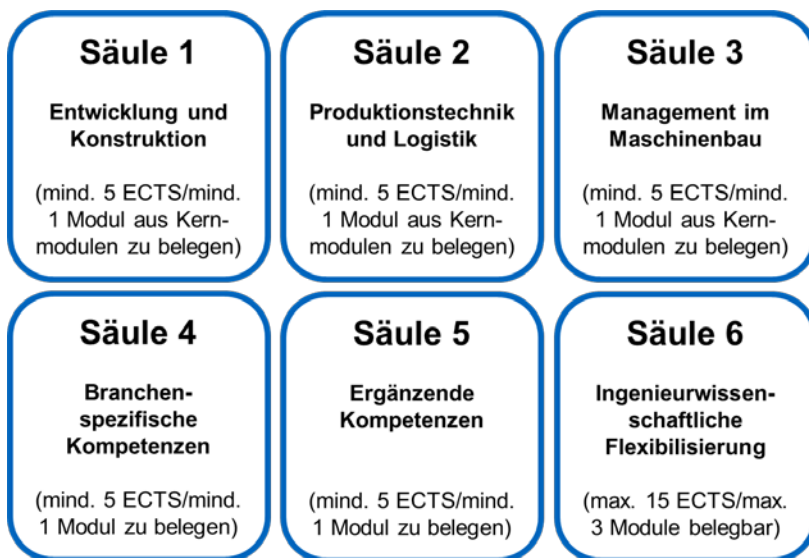 Säule 1
Entwicklung und
Konstruktion
(mind. 5 ECTS/mind.
1 Modul aus Kern-
modulen zu belegen)
Säule 2
Produktionstechnik
und Logistik
(mind. 5 ECTS/mind.
1 Modul aus Kern-
modulen zu belegen)
Säule 3
Management im
Maschinenbau
(mind. 5 ECTS/mind.
1 Modul aus Kern-
modulen zu belegen)
Säule 4
Branchen-
spezifische
Kompetenzen
(mind. 5 ECTS/mind.
1 Modul zu belegen)
Säule 5
Ergänzende
Kompetenzen
(mind. 5 ECTS/mind.
1 Modul zu belegen)
Säule 6
Ingenieurwissen-
schaftliche
Flexibilisierung
(max. 15 ECTS/max.
3 Module belegbar)